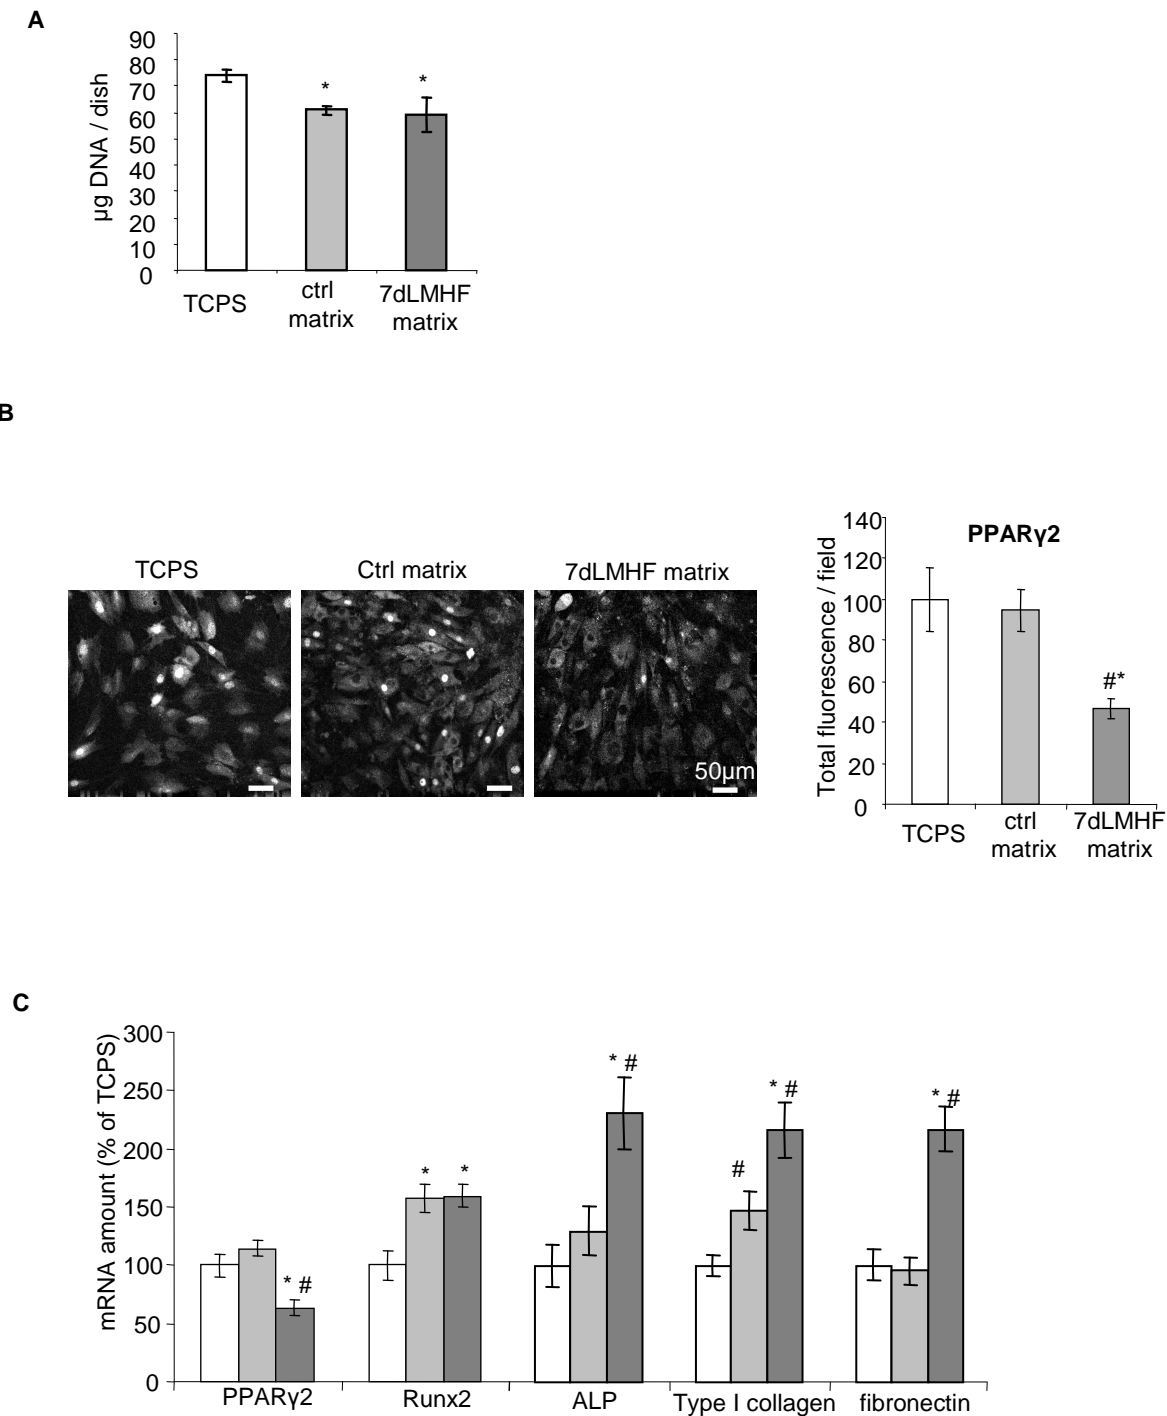 A
90
80
70
60
50
40
30
20
10
0
µg DNA / dish
*
*
TCPS
ctrl
matrix
7dLMHF
matrix
B
TCPS
Ctrl matrix
7dLMHF matrix
50µm
140
120
100
80
60
40
20
0
Total fluorescence / field
PPARγ2
#*
TCPS
ctrl
matrix
7dLMHF
matrix
C
300
250
200
150
100
50
0
mRNA amount (% of TCPS)
* #
*
*
* #
#
* #
* #
PPARγ2
Runx2
ALP
Type I collagen
fibronectin